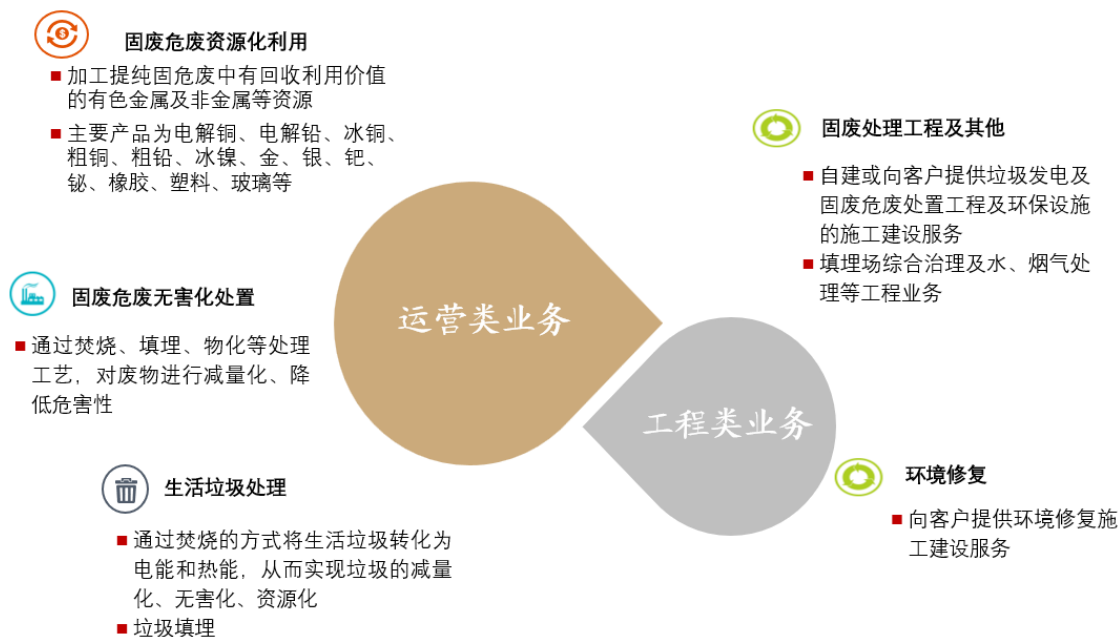 固废危废资源化利用
■ 加工提纯固危废中有回收利用价值
的有色金属及非金属等资源
■ 主要产品为电解铜、电解铅、冰铜、
粗铜、粗铅、冰镍、金、银、钯、
铋、橡胶、塑料、玻璃等
固废危废无害化处置
■ 通过焚烧、填埋、物化等处理
工艺，对废物进行减量化、降
低危害性
生活垃圾处理
■ 通过焚烧的方式将生活垃圾转化为
电能和热能，从而实现垃圾的减量
化、无害化、资源化
■ 垃圾填埋
运营类业务
工程类业务
固废处理工程及其他
■ 自建或向客户提供垃圾发电及
固废危废处置工程及环保设施
的施工建设服务
■ 填埋场综合治理及水、烟气处
理等工程业务
环境修复
■ 向客户提供环境修复施
工建设服务